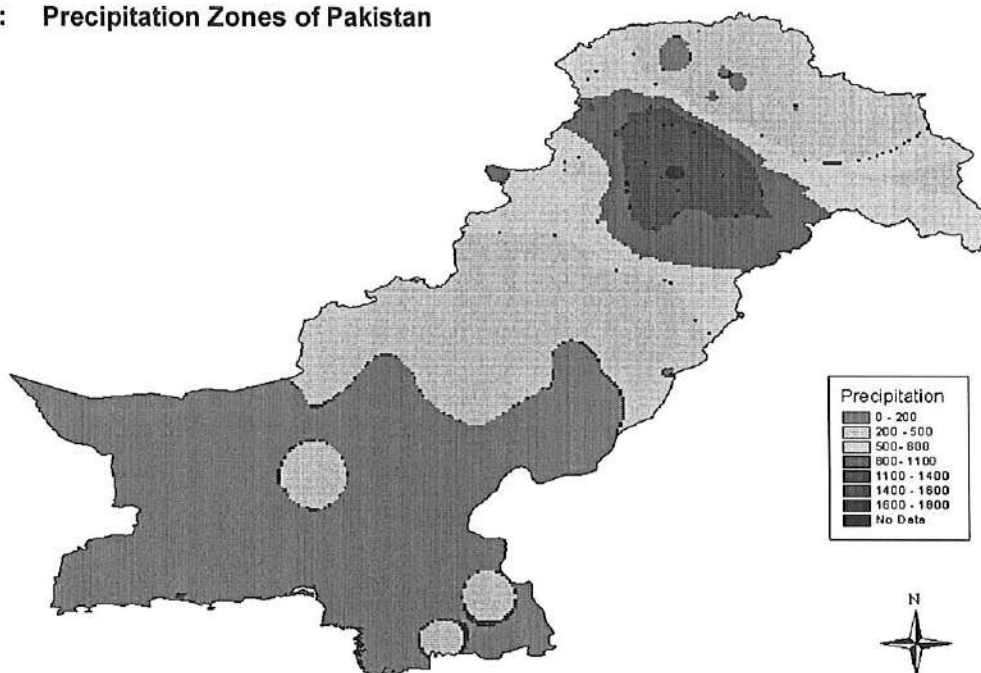 : Precipitation Zones of Pakistan
Precipitation
0 - 200
200 - 500
500 - 800
800 - 1100
1100 - 1400
1400 - 1600
1600 - 1800
No Data
N